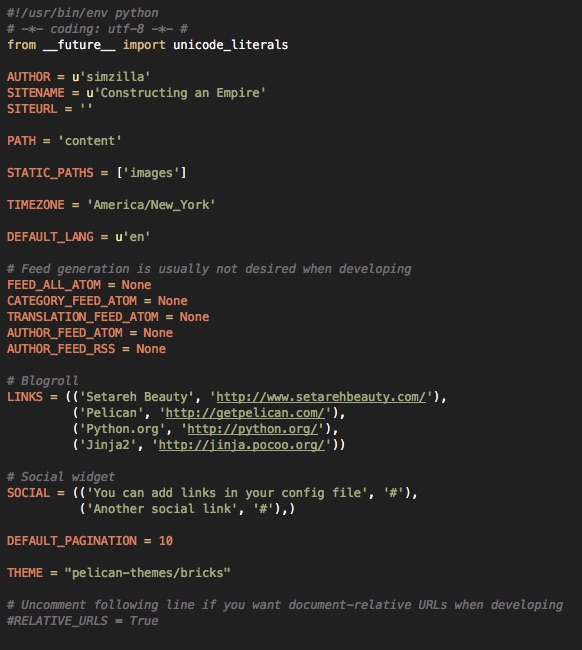 #!/usr/bin/env python
# -*- coding: utf-8 -*- #
from __future__ import unicode_literals
AUTHOR = u'simzilla'
SITENAME = u'Constructing an Empire'
SITEURL = ''
PATH = 'content'
STATIC_PATHS = ['images']
TIMEZONE = 'America/New_York'
DEFAULT_LANG = u'en'
# Feed generation is usually not desired when developing
FEED_ALL_ATOM = None
CATEGORY_FEED_ATOM = None
TRANSLATION_FEED_ATOM = None
AUTHOR_FEED_ATOM = None
AUTHOR_FEED_RSS = None
# Blogroll
LINKS = (('Setareh Beauty', 'http://www.setarehbeauty.com/'),
('Pelican', 'http://getpelican.com/'),
('Python.org', 'http://python.org/'),
('Jinja2', 'http://jinja.pocoo.org/'))
# Social widget
SOCIAL = (('You can add links in your config file', '#'),
('Another social link', '#'),)
DEFAULT_PAGINATION = 10
THEME = "pelican-themes/bricks"
# Uncomment following line if you want document-relative URLs when developing
#RELATIVE_URLS = True